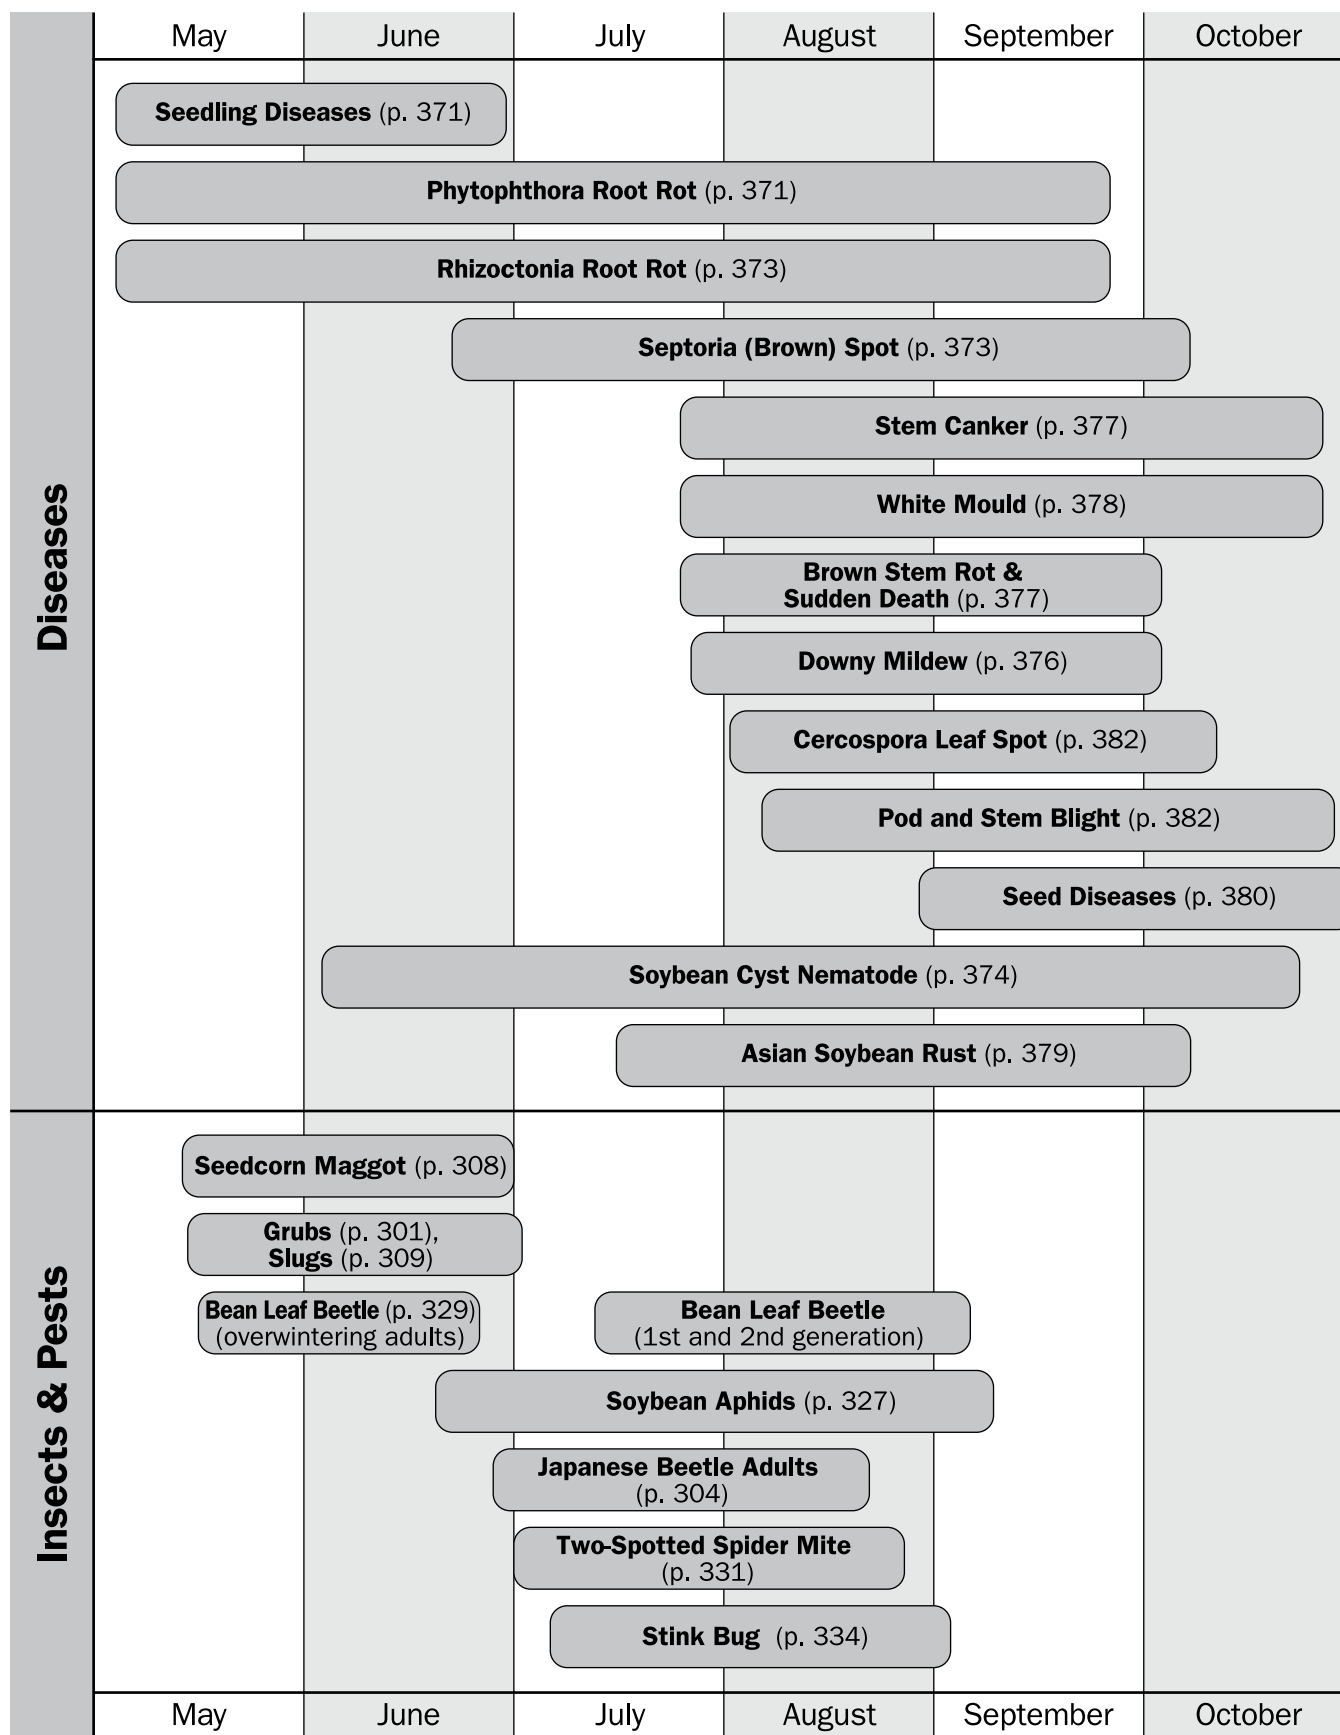 May June July August September October
Diseases
Seedling Diseases (p. 371)
Phytophthora Root Rot (p. 371)
Rhizoctonia Root Rot (p. 373)
Septoria (Brown) Spot (p. 373)
Stem Canker (p. 377)
White Mould (p. 378)
Brown Stem Rot &
Sudden Death (p. 377)
Downy Mildew (p. 376)
Cercospora Leaf Spot (p. 382)
Pod and Stem Blight (p. 382)
Seed Diseases (p. 380)
Soybean Cyst Nematode (p. 374)
Asian Soybean Rust (p. 379)
Insects & Pests
Seedcorn Maggot (p. 308)
Grubs (p. 301),
Slugs (p. 309)
Bean Leaf Beetle (p. 329)
(overwintering adults)
Bean Leaf Beetle
(1st and 2nd generation)
Soybean Aphids (p. 327)
Japanese Beetle Adults
(p. 304)
Two-Spotted Spider Mite
(p. 331)
Stink Bug (p. 334)
May June July August September October